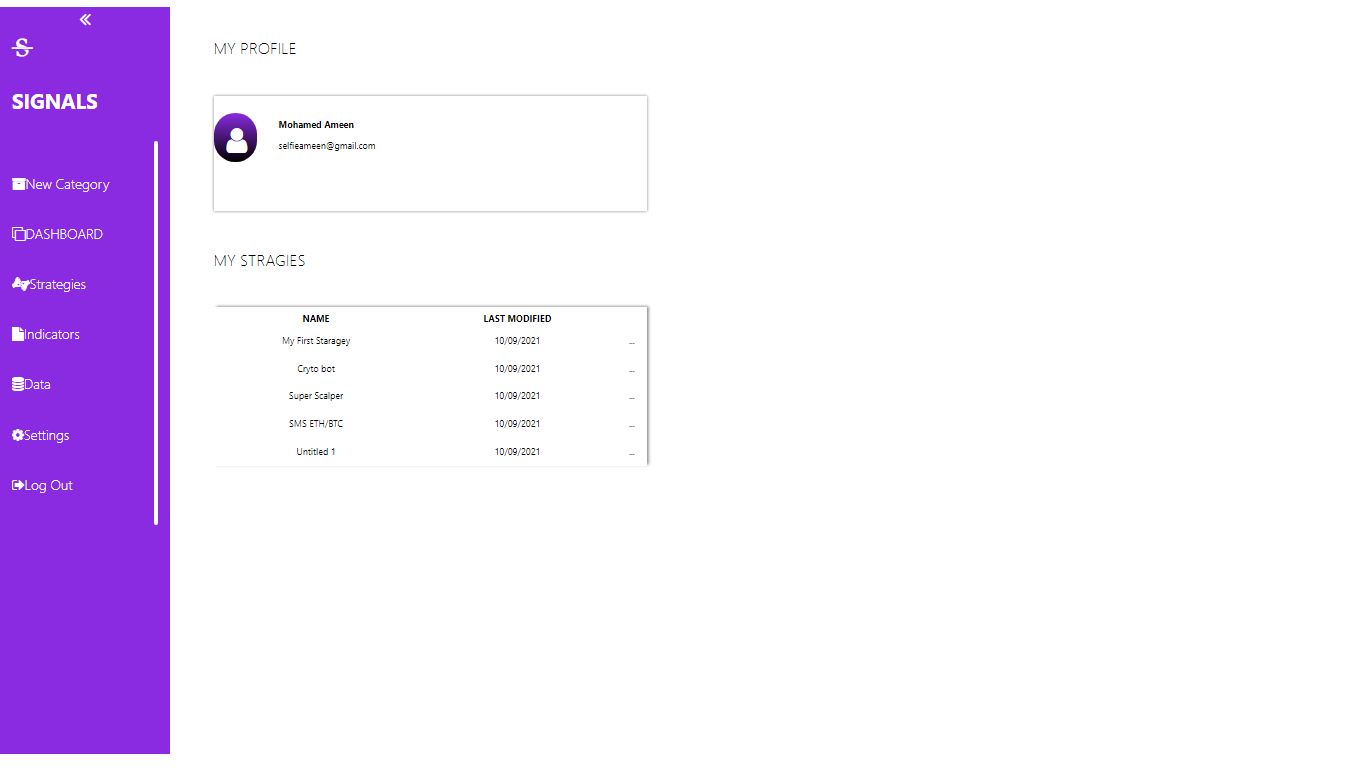 S
SIGNALS
New Category
DASHBOARD
Strategies
Indicators
Data
Settings
Log Out
MY PROFILE
Mohamed Ameen
selfieameen@gmail.com
MY STRAGIES
NAME LAST MODIFIED
My First Staragey 10/09/2021 ...
Cryto bot 10/09/2021 ...
Super Scalper 10/09/2021 ...
SMS ETH/BTC 10/09/2021 ...
Untitled 1 10/09/2021 ...